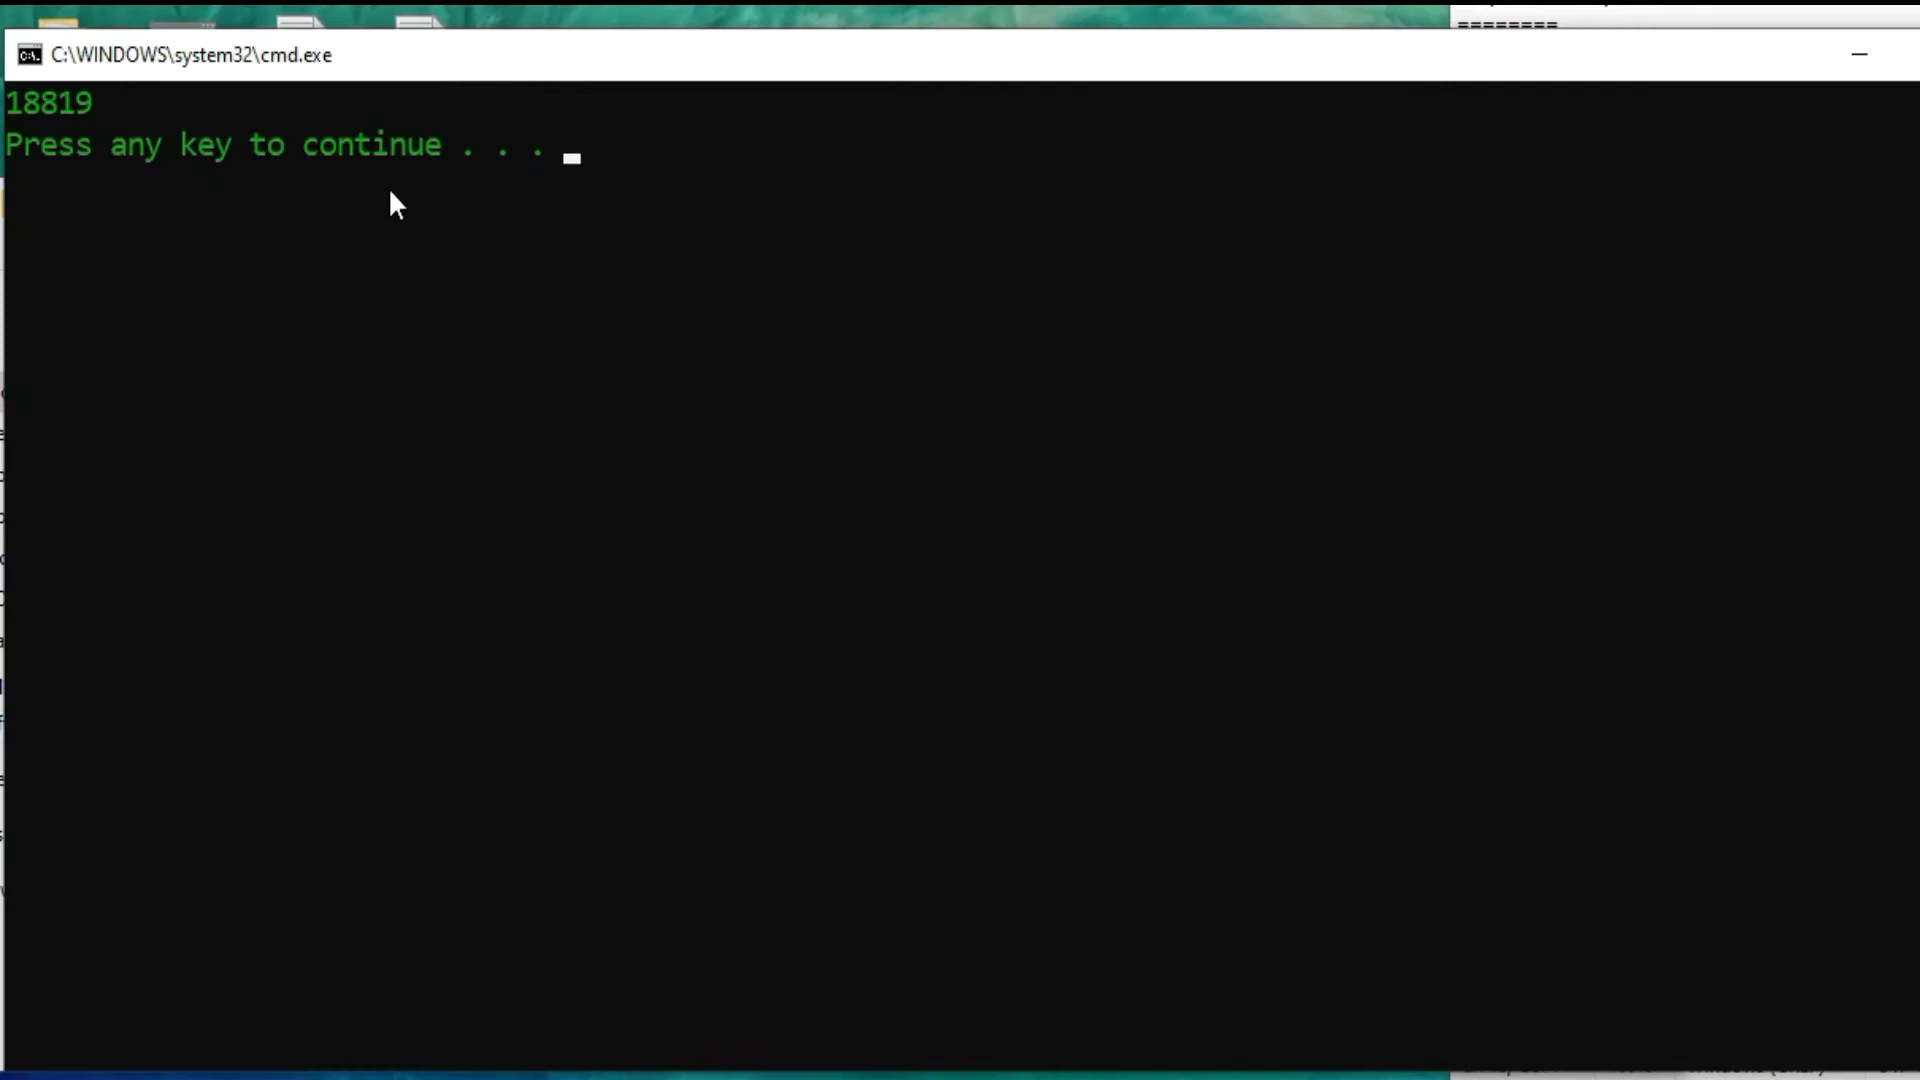 ========
C:\WINDOWS\system32\cmd.exe
18819
Press any key to continue . . .